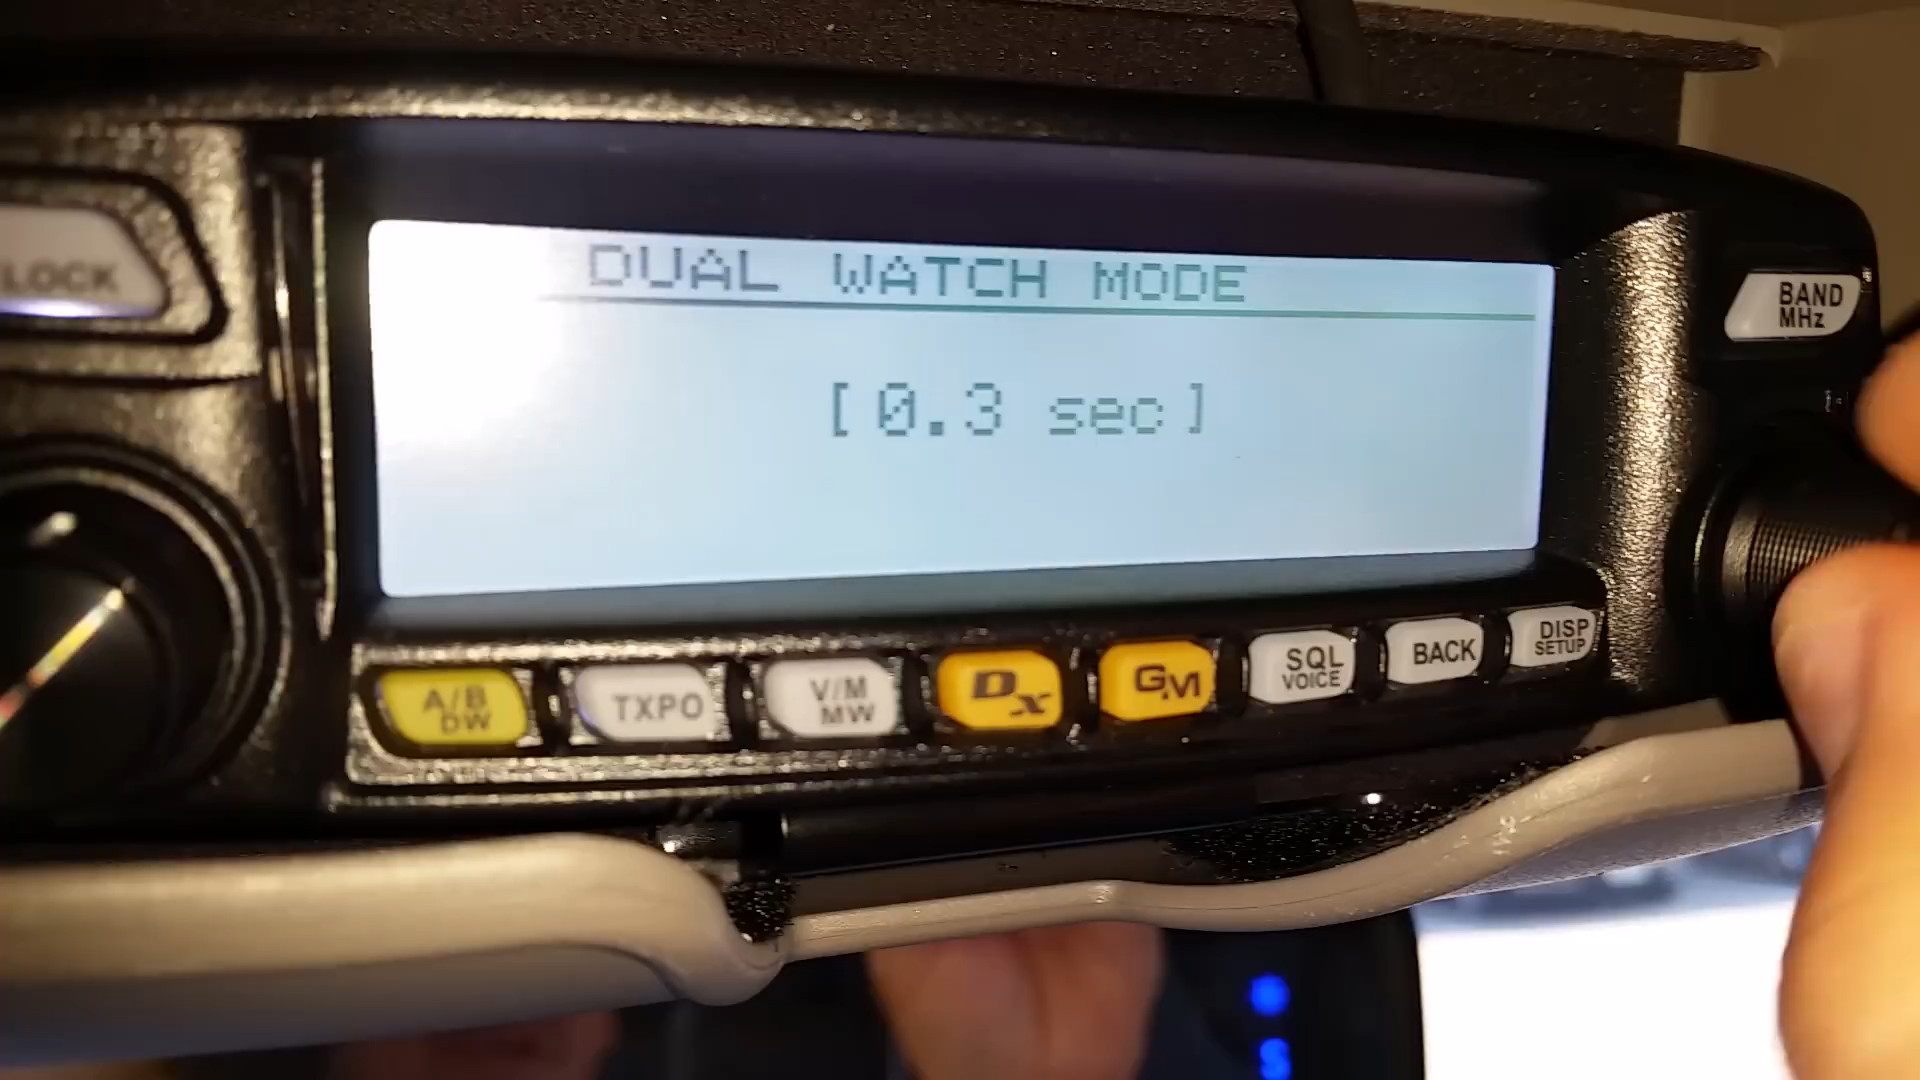 LOCK
DUAL WATCH MODE
BAND
MHz
[0.3 sec]
A/B
DW
TXPO
V/M
MW
Dx
GM
SQL
VOICE
BACK
DISP
SETUP
S